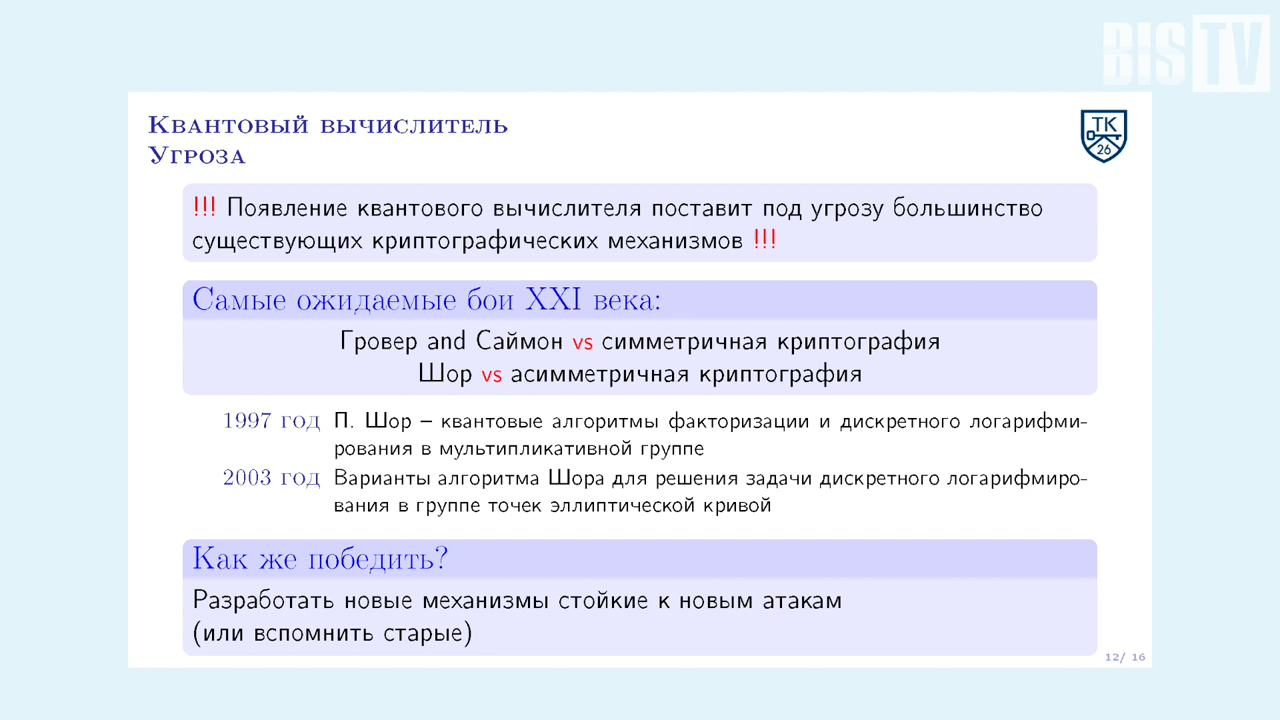 BIS TV
Квантовый вычислитель
Угроза
ТК
26
!!! Появление квантового вычислителя поставит под угрозу большинство
существующих криптографических механизмов !!!
Самые ожидаемые бои XXI века:
Гровер and Саймон vs симметричная криптография
Шор vs асимметричная криптография
1997 год П. Шор – квантовые алгоритмы факторизации и дискретного логарифми-
рования в мультипликативной группе
2003 год Варианты алгоритма Шора для решения задачи дискретного логарифмиро-
вания в группе точек эллиптической кривой
Как же победить?
Разработать новые механизмы стойкие к новым атакам
(или вспомнить старые)
12/ 16